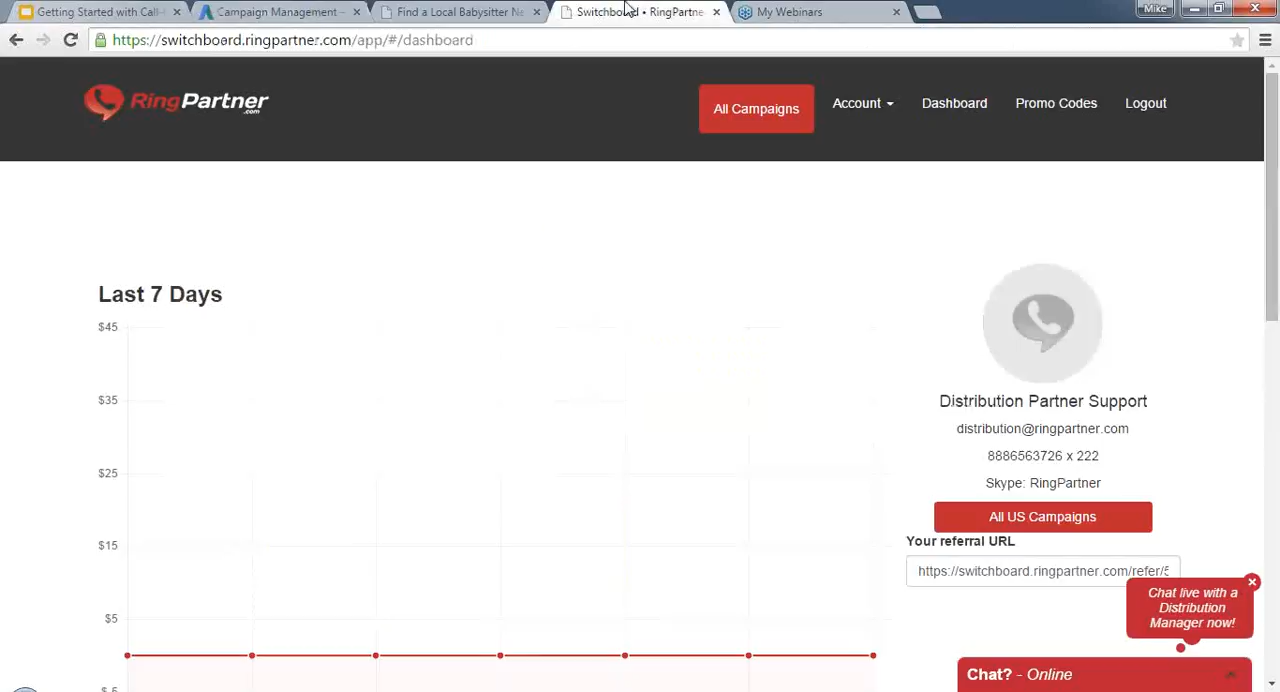 Getting Started with Call- Campaign Management – Find a Local Babysitter Ne Switchboard • RingPartne My Webinars Mike
https://switchboard.ringpartner.com/app/#/dashboard
RingPartner .com All Campaigns Account Dashboard Promo Codes Logout
Last 7 Days
$45
$35
$25
$15
$5
Distribution Partner Support
distribution@ringpartner.com
8886563726 x 222
Skype: RingPartner
All US Campaigns
Your referral URL
https://switchboard.ringpartner.com/refer/5
Chat live with a
Distribution
Manager now!
Chat? - Online